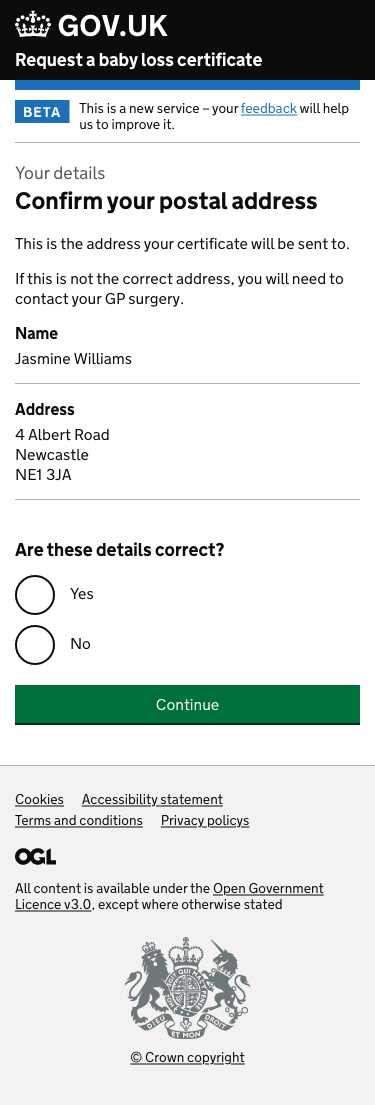 GOV.UK
Request a baby loss certificate
BETA
This is a new service – your feedback will help
us to improve it.
Your details
Confirm your postal address
This is the address your certificate will be sent to.
If this is not the correct address, you will need to
contact your GP surgery.
Name
Jasmine Williams
Address
4 Albert Road
Newcastle
NE1 3JA
Are these details correct?
Yes
No
Continue
Cookies Accessibility statement
Terms and conditions Privacy policys
OGL
All content is available under the Open Government
Licence v3.0, except where otherwise stated
DIEU ET MON DROIT
© Crown copyright